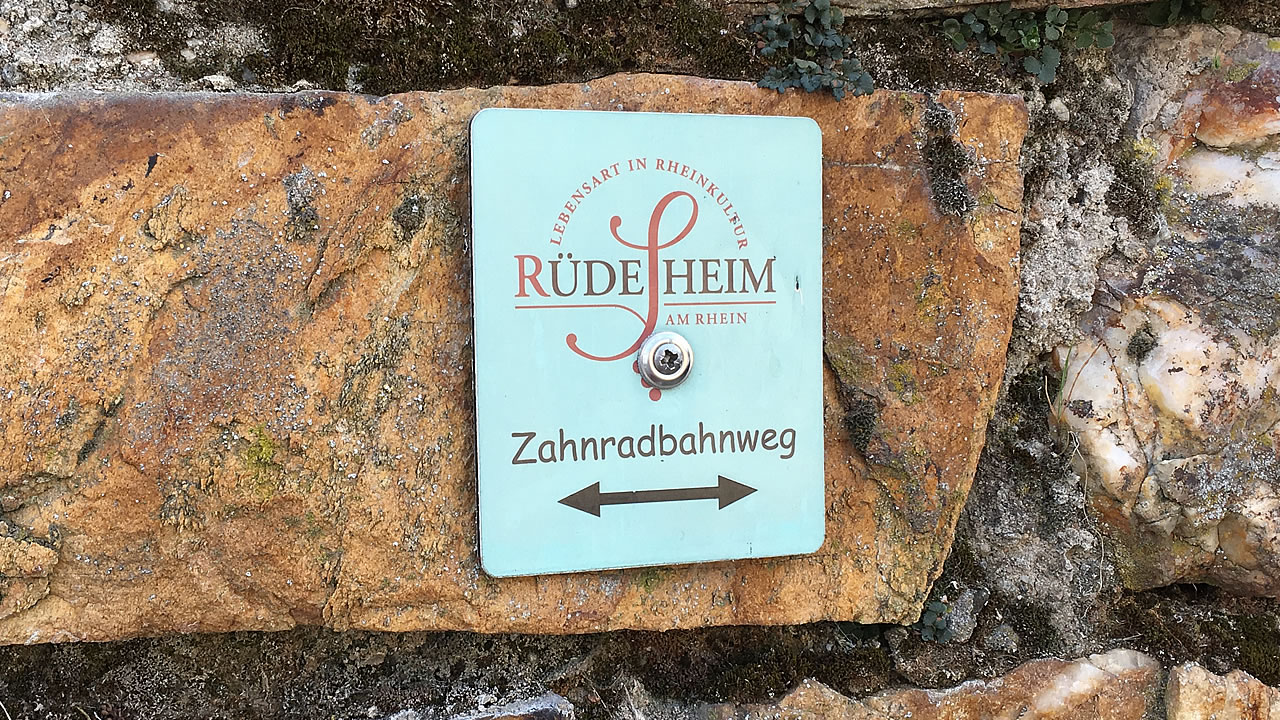 LEBENSART IN RHEINKULTUR
RÜDESHEIM
AM RHEIN
Zahnradbahnweg